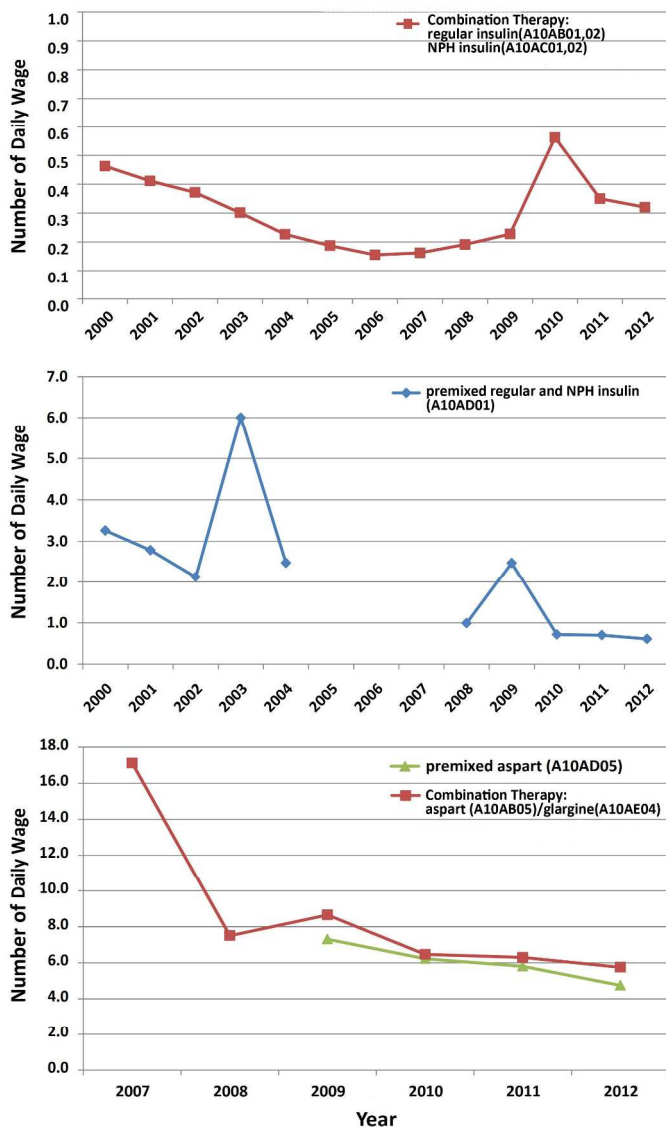 1.0
0.9
0.8
0.7
0.6
0.5
0.4
0.3
0.2
0.1
0.0
Number of Daily Wage
Combination Therapy:
regular insulin(A10AB01,02)
NPH insulin(A10AC01,02)
2000 2001 2002 2003 2004 2005 2006 2007 2008 2009 2010 2011 2012
7.0
6.0
5.0
4.0
3.0
2.0
1.0
0.0
Number of Daily Wage
premixed regular and NPH insulin
(A10AD01)
2000 2001 2002 2003 2004 2005 2006 2007 2008 2009 2010 2011 2012
18.0
16.0
14.0
12.0
10.0
8.0
6.0
4.0
2.0
0.0
Number of Daily Wage
premixed aspart (A10AD05)
Combination Therapy:
aspart (A10AB05)/glargine(A10AE04)
2007 2008 2009 2010 2011 2012
Year